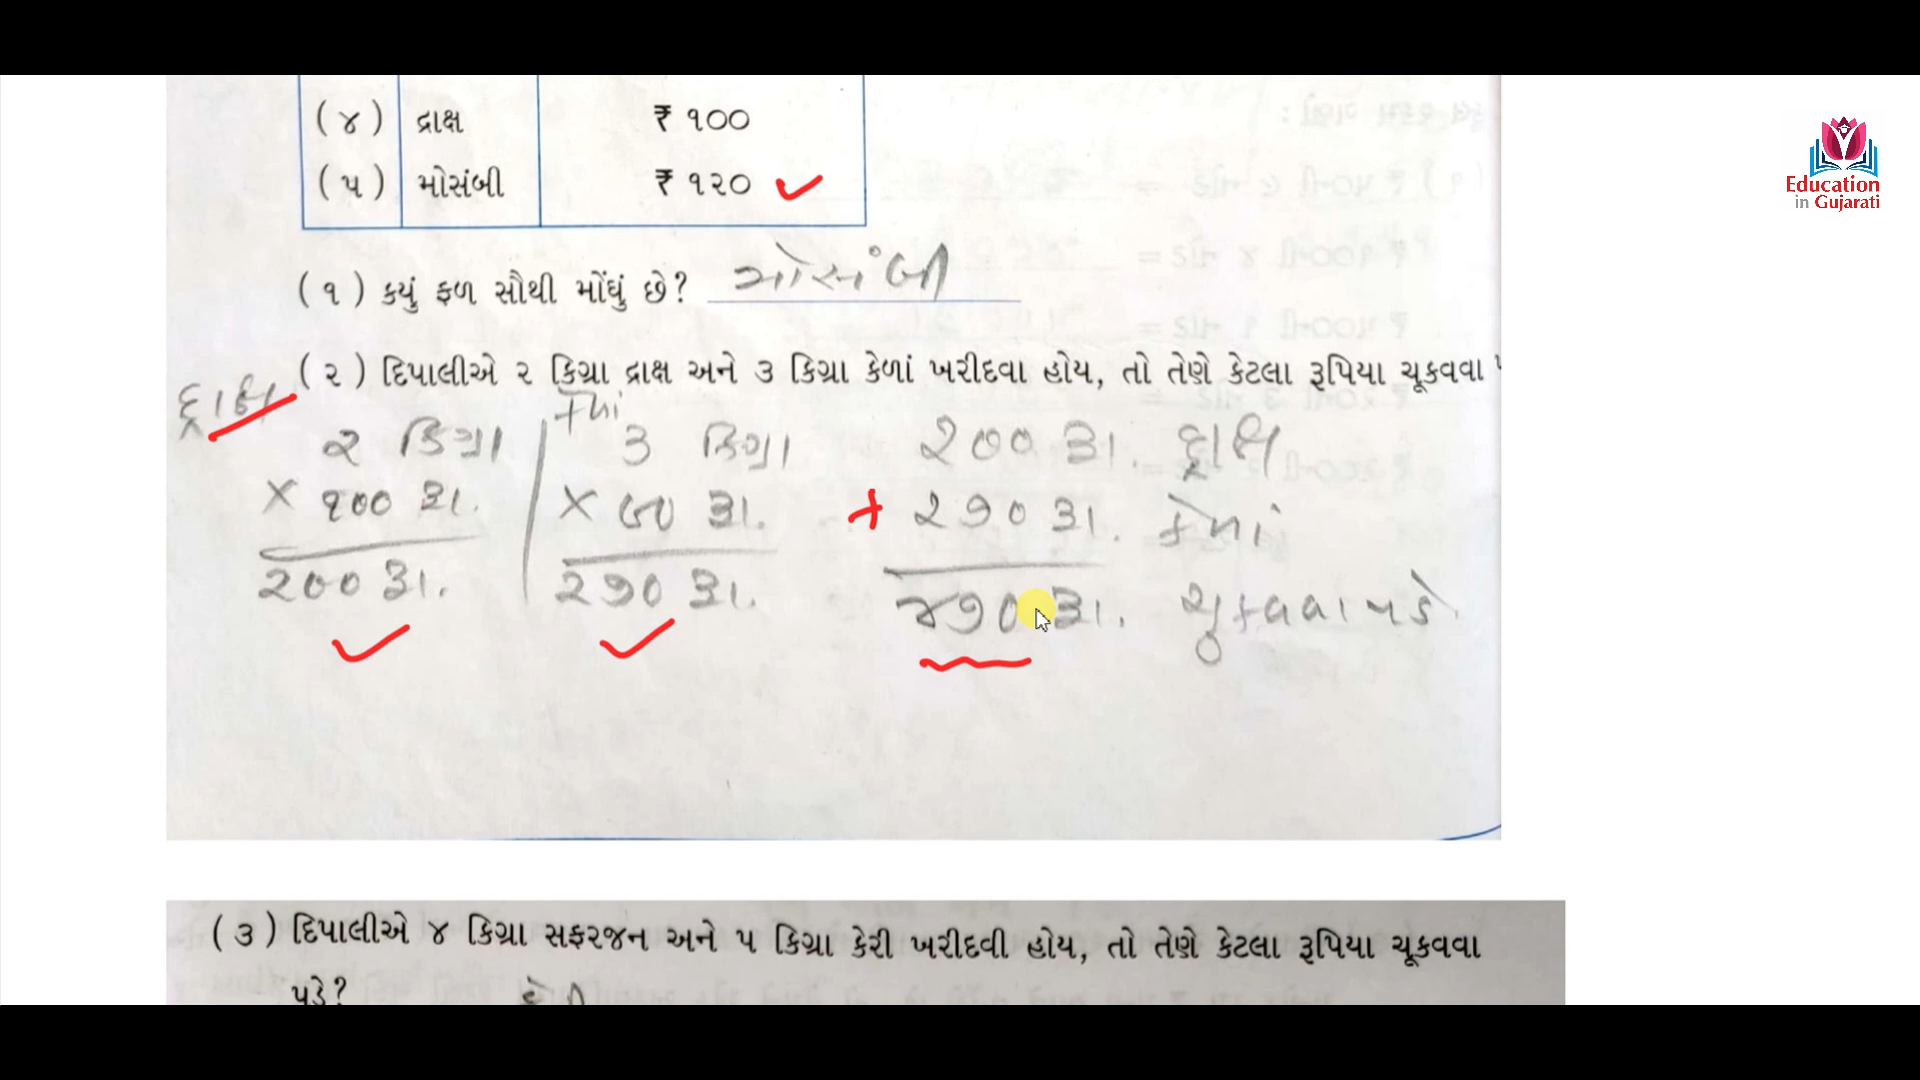 (૪) દ્રાક્ષ ₹ ૧૦૦
(૫) મોસંબી ₹ ૧૨૦
Education
in Gujarati
(૧) કયું ફળ સૌથી મોંઘું છે? મોસંબી
(૨) દિપાલીએ ૨ કિગ્રા દ્રાક્ષ અને ૩ કિગ્રા કેળાં ખરીદવા હોય, તો તેણે કેટલા રૂપિયા ચૂકવવા
દ્રાક્ષ
કેળાં
૨ કિગ્રા ૩ કિગ્રા ૨૦૦ રૂા. દ્રાક્ષ
× ૧૦૦ રૂા. × ૭૦ રૂા. + ૨૧૦ રૂા. કેળાં
૨૦૦ રૂા. ૨૧૦ રૂા. ૪૧૦ રૂા. ચુકવવા પડે.
(૩) દિપાલીએ ૪ કિગ્રા સફરજન અને ૫ કિગ્રા કેરી ખરીદવી હોય, તો તેણે કેટલા રૂપિયા ચૂકવવા
પડે?